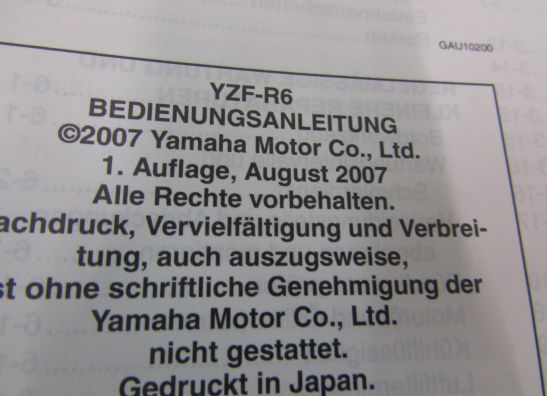 GAU10200
YZF-R6
BEDIENUNGSANLEITUNG
©2007 Yamaha Motor Co., Ltd.
1. Auflage, August 2007
Alle Rechte vorbehalten.
achdruck, Vervielfältigung und Verbrei-
tung, auch auszugsweise,
st ohne schriftliche Genehmigung der
Yamaha Motor Co., Ltd.
nicht gestattet.
Gedruckt in Japan.